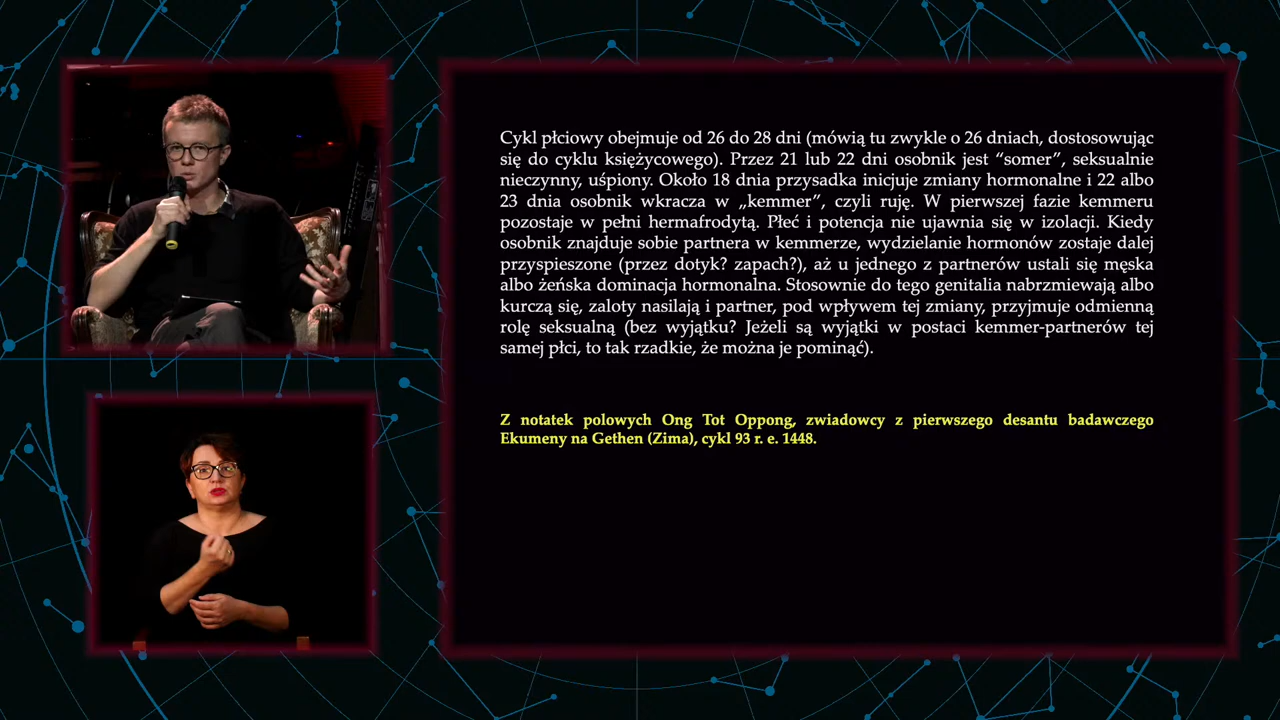 Cykl płciowy obejmuje od 26 do 28 dni (mówią tu zwykle o 26 dniach, dostosowując
się do cyklu księżycowego). Przez 21 lub 22 dni osobnik jest “somer”, seksualnie
nieczynny, uśpiony. Około 18 dnia przysadka inicjuje zmiany hormonalne i 22 albo
23 dnia osobnik wkracza w „kemmer”, czyli ruję. W pierwszej fazie kemmeru
pozostaje w pełni hermafrodytą. Płeć i potencja nie ujawnia się w izolacji. Kiedy
osobnik znajduje sobie partnera w kemmerze, wydzielanie hormonów zostaje dalej
przyspieszone (przez dotyk? zapach?), aż u jednego z partnerów ustali się męska
albo żeńska dominacja hormonalna. Stosownie do tego genitalia nabrzmiewają albo
kurczą się, zaloty nasilają i partner, pod wpływem tej zmiany, przyjmuje odmienną
rolę seksualną (bez wyjątku? Jeżeli są wyjątki w postaci kemmer-partnerów tej
samej płci, to tak rzadkie, że można je pominąć).
Z notatek polowych Ong Tot Oppong, zwiadowcy z pierwszego desantu badawczego
Ekumeny na Gethen (Zima), cykl 93 r. e. 1448.